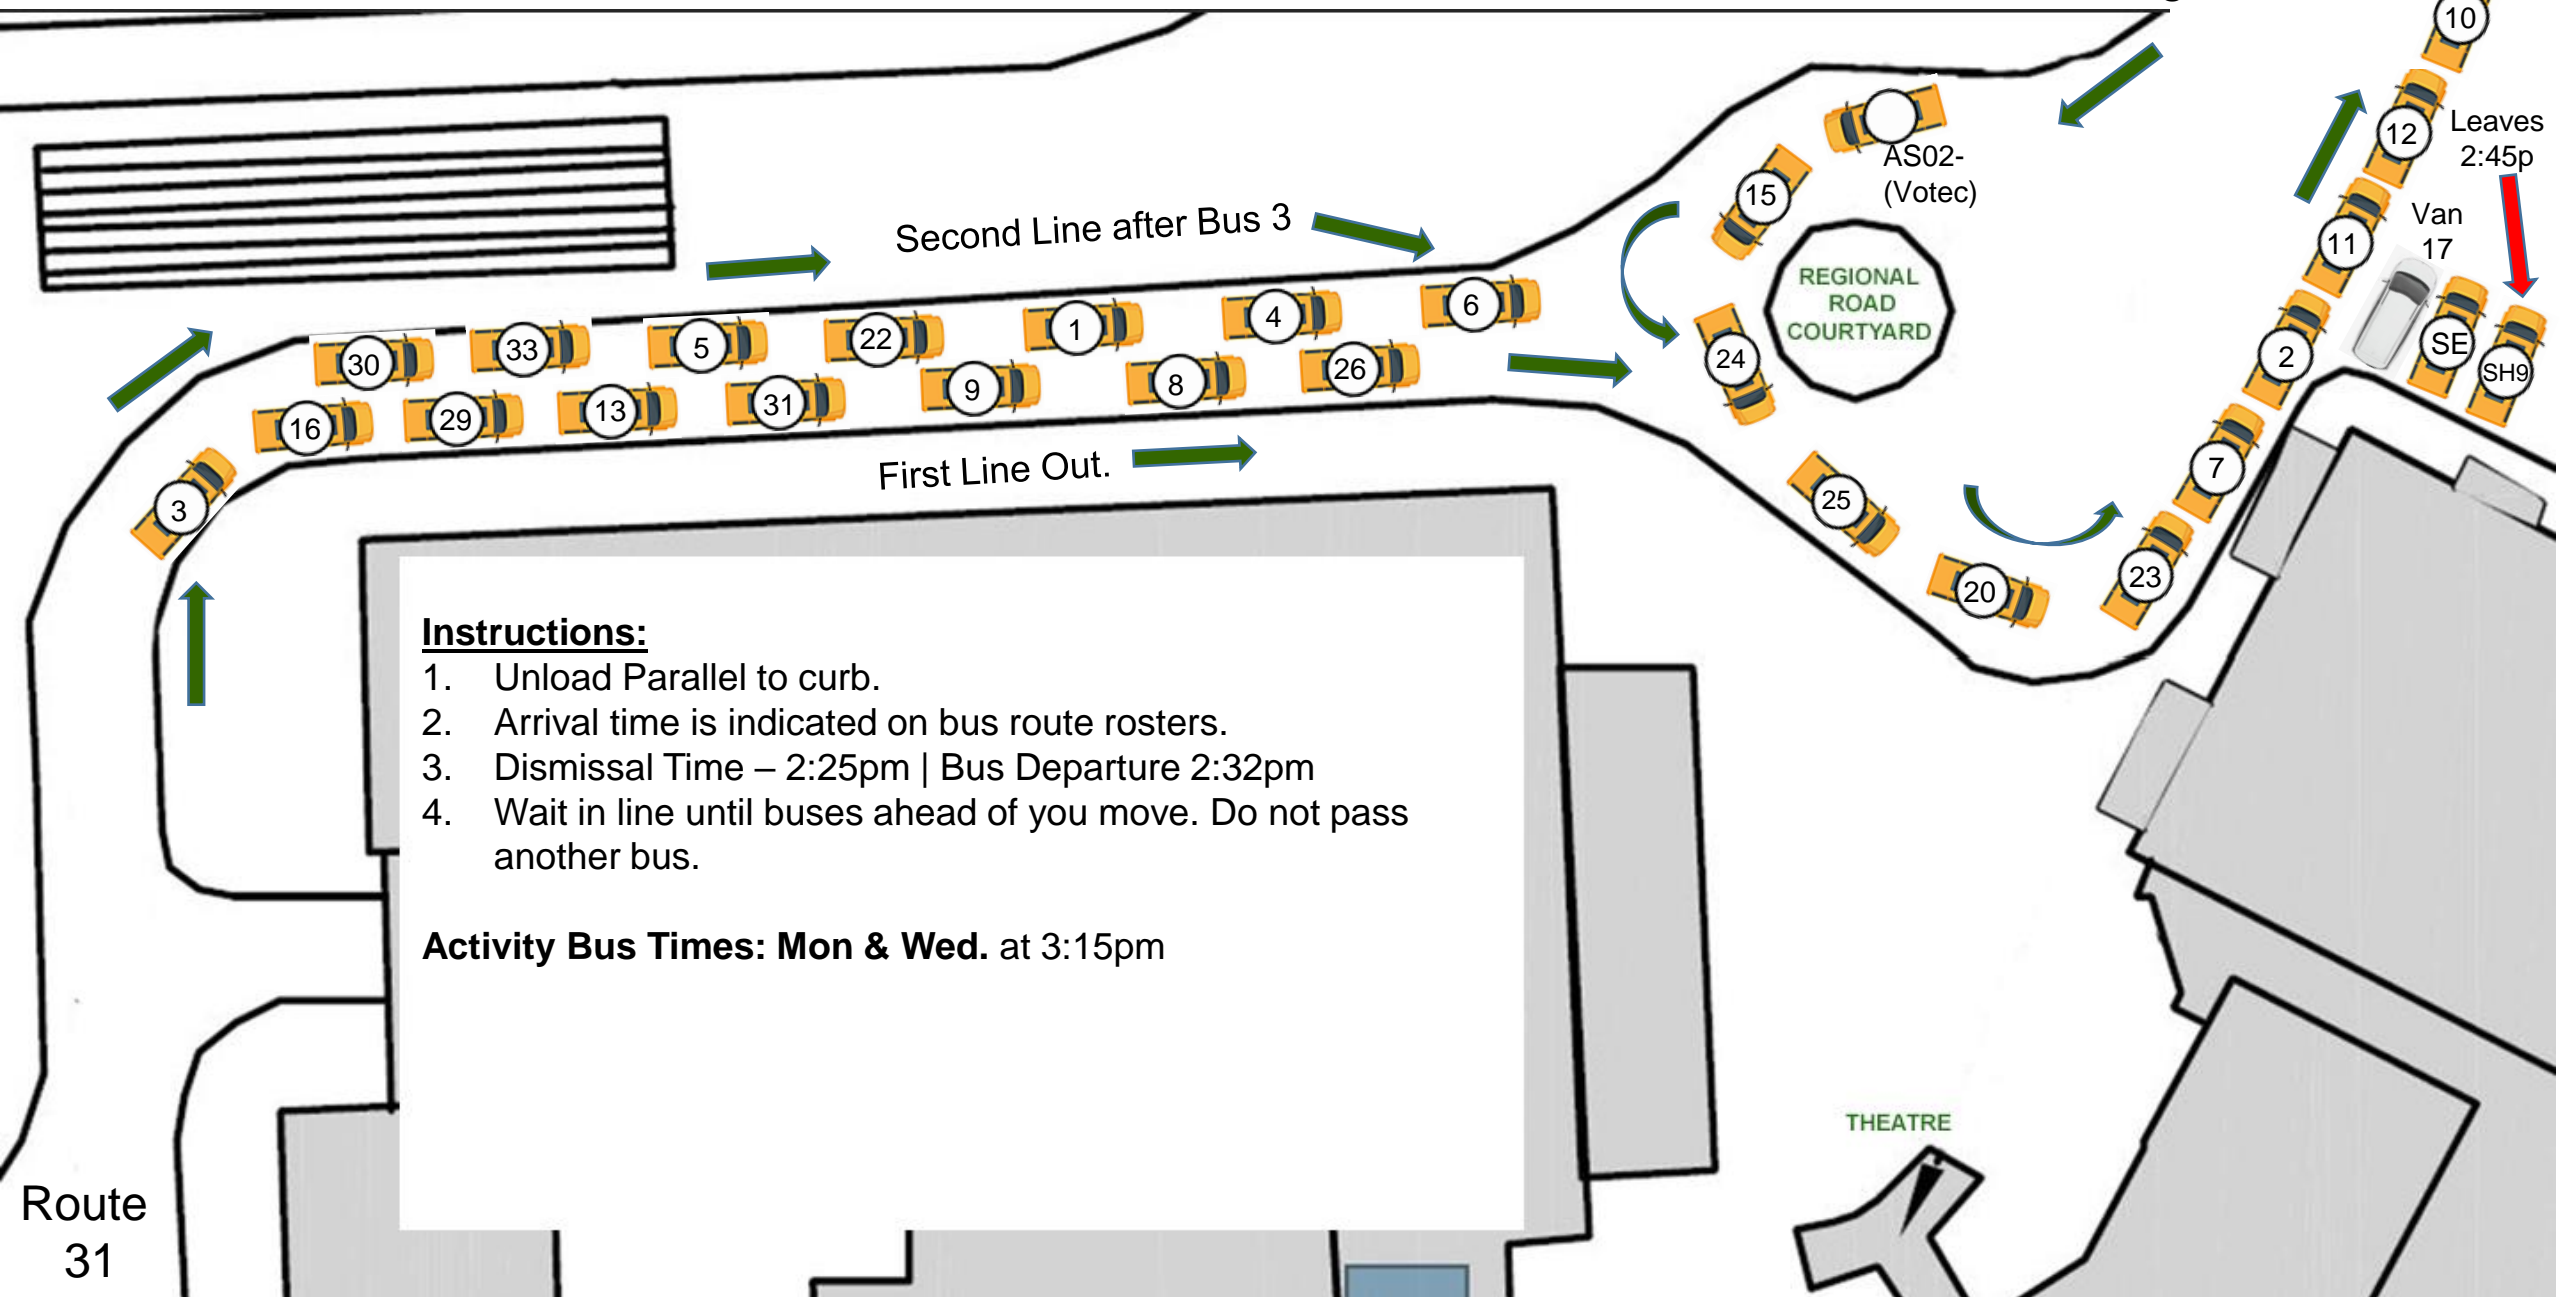 10
12
Leaves
2:45p
11
Van
17
2
SE
SH9
7
23
20
25
24
15
AS02-
(Votec)
REGIONAL
ROAD
COURTYARD
Second Line after Bus 3
30
33
5
22
1
4
6
16
29
13
31
9
8
26
3
First Line Out.
Instructions:
1. Unload Parallel to curb.
2. Arrival time is indicated on bus route rosters.
3. Dismissal Time – 2:25pm | Bus Departure 2:32pm
4. Wait in line until buses ahead of you move. Do not pass
another bus.
Activity Bus Times: Mon & Wed. at 3:15pm
THEATRE
Route
31